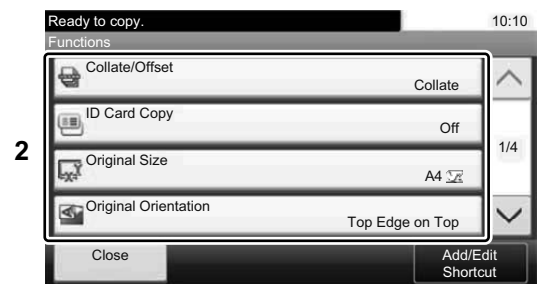 Ready to copy. 10:10
Functions
Collate/Offset
Collate
ID Card Copy
Off
2
1/4
Original Size
A4
Original Orientation
Top Edge on Top
Close
Add/Edit
Shortcut